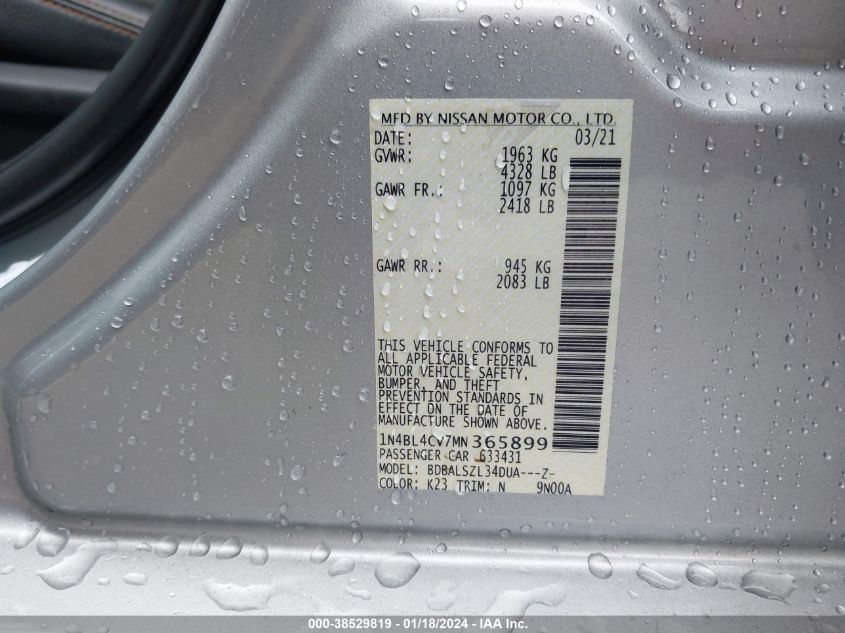 MFD BY NISSAN MOTOR CO., LTD.
DATE: 03/21
GVWR: 1963 KG
4328 LB
GAWR FR.: 1097 KG
2418 LB
GAWR RR.: 945 KG
2083 LB
THIS VEHICLE CONFORMS TO
ALL APPLICABLE FEDERAL
MOTOR VEHICLE SAFETY,
BUMPER, AND THEFT
PREVENTION STANDARDS IN
EFFECT ON THE DATE OF
MANUFACTURE SHOWN ABOVE.
1N4BL4CV7MN365899
PASSENGER CAR 633431
MODEL: BDBALSZL34DUA---Z-
COLOR: K23 TRIM: N 9N00A
000-38529819 - 01/18/2024 - IAA Inc.